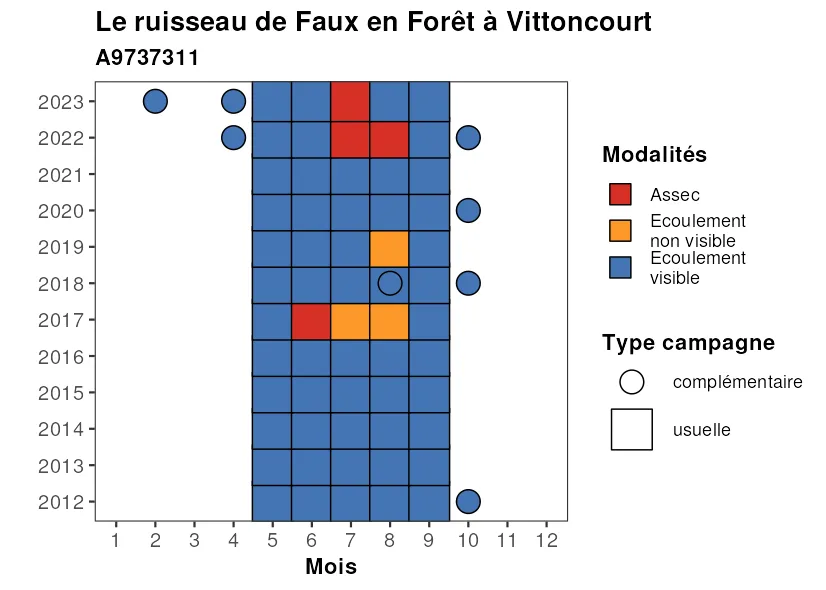 Le ruisseau de Faux en Forêt à Vittoncourt
A9737311
2023
2022
2021
2020
2019
2018
2017
2016
2015
2014
2013
2012
1 2 3 4 5 6 7 8 9 10 11 12
Mois
Modalités
Assec
Ecoulement
non visible
Ecoulement
visible
Type campagne
complémentaire
usuelle